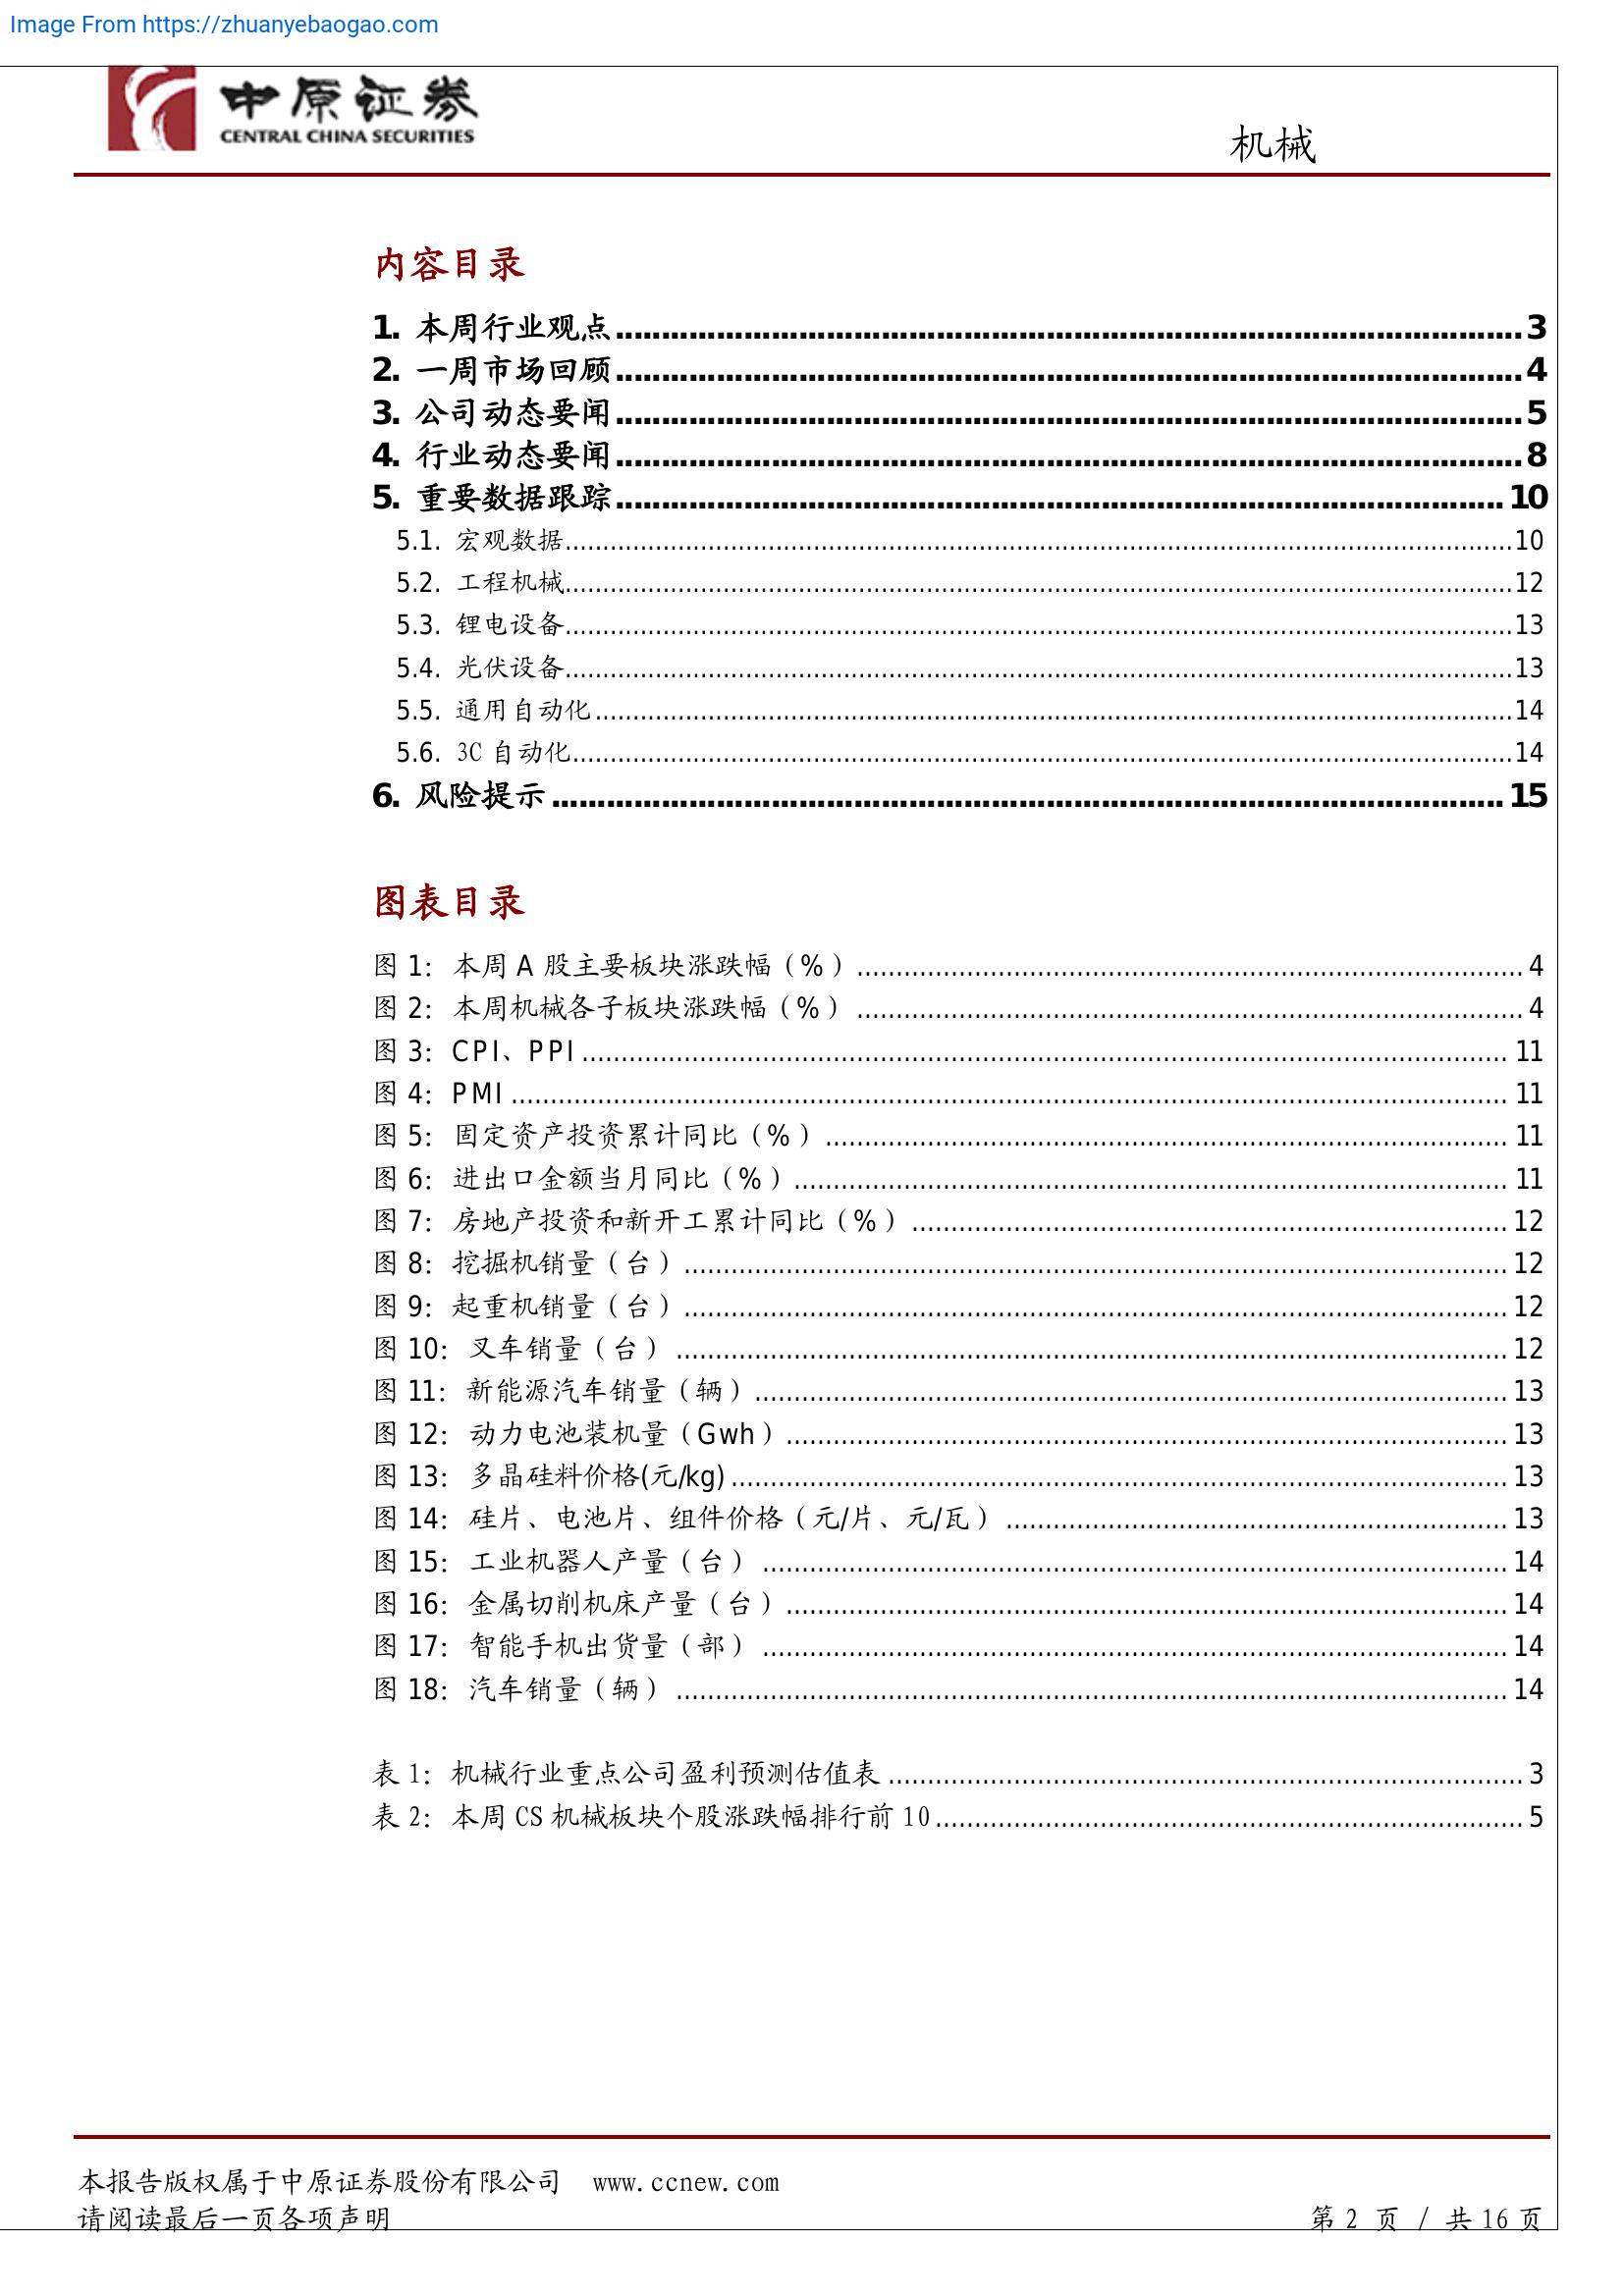 Image From https://zhuanyebaogao.com
中原证券
CENTRAL CHINA SECURITIES
机械
内容目录
1. 本周行业观点........................................3
2. 一周市场回顾........................................4
3. 公司动态要闻........................................5
4. 行业动态要闻........................................8
5. 重要数据跟踪........................................10
5.1. 宏观数据........................................10
5.2. 工程机械........................................12
5.3. 锂电设备........................................13
5.4. 光伏设备........................................13
5.5. 通用自动化........................................14
5.6. 3C 自动化........................................14
6. 风险提示........................................15
图表目录
图 1: 本周 A 股主要板块涨跌幅（%）........................................4
图 2: 本周机械各子板块涨跌幅（%）........................................4
图 3: CPI、PPI........................................11
图 4: PMI........................................11
图 5: 固定资产投资累计同比（%）........................................11
图 6: 进出口金额当月同比（%）........................................11
图 7: 房地产投资和新开工累计同比（%）........................................12
图 8: 挖掘机销量（台）........................................12
图 9: 起重机销量（台）........................................12
图 10: 叉车销量（台）........................................12
图 11: 新能源汽车销量（辆）........................................13
图 12: 动力电池装机量（Gwh）........................................13
图 13: 多晶硅料价格(元/kg)........................................13
图 14: 硅片、电池片、组件价格（元/片、元/瓦）........................................13
图 15: 工业机器人产量（台）........................................14
图 16: 金属切削机床产量（台）........................................14
图 17: 智能手机出货量（部）........................................14
图 18: 汽车销量（辆）........................................14
表 1: 机械行业重点公司盈利预测估值表........................................3
表 2: 本周 CS 机械板块个股涨跌幅排行前 10........................................5
本报告版权属于中原证券股份有限公司 www.ccnew.com
请阅读最后一页各项声明
第 2 页 / 共 16 页